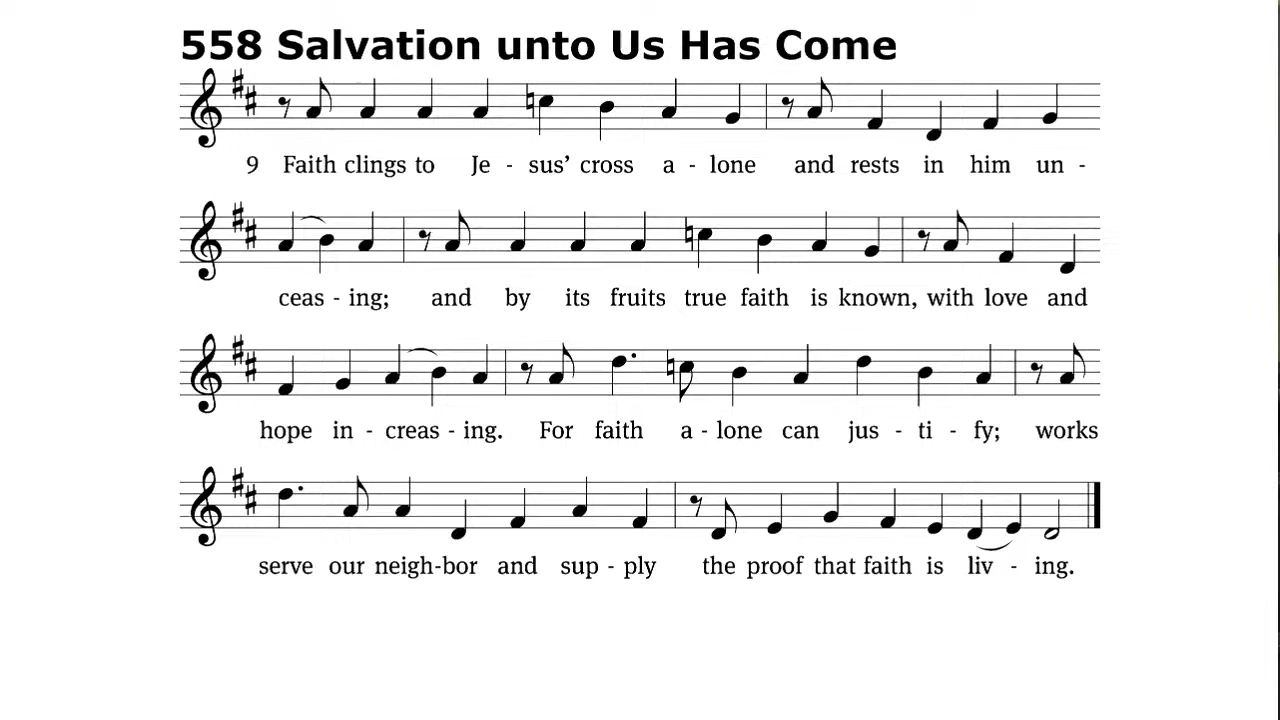 558 Salvation unto Us Has Come
9 Faith clings to Je - sus’ cross a - lone and rests in him un -
ceas - ing; and by its fruits true faith is known, with love and
hope in - creas - ing. For faith a - lone can jus - ti - fy; works
serve our neigh-bor and sup - ply the proof that faith is liv - ing.